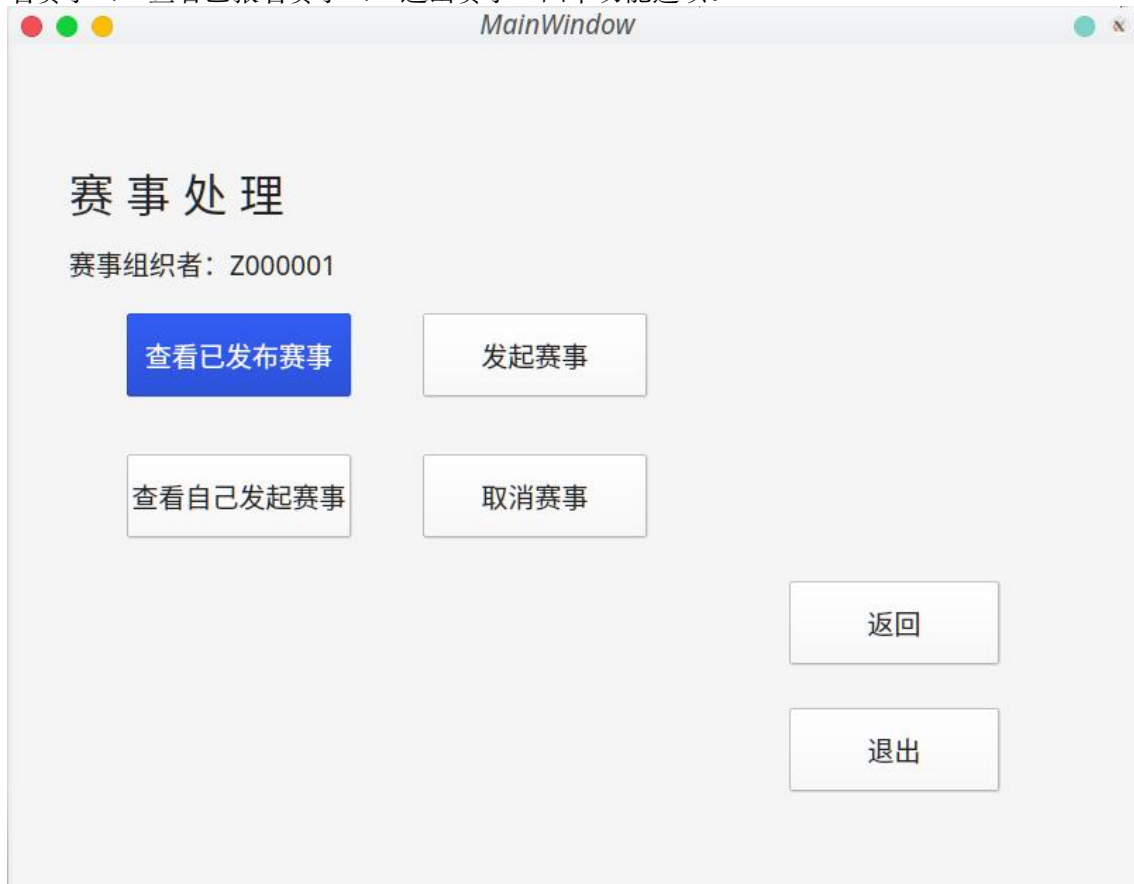 MainWindow
赛 事 处 理
赛事组织者：Z000001
查看已发布赛事 发起赛事
查看自己发起赛事 取消赛事
返回
退出